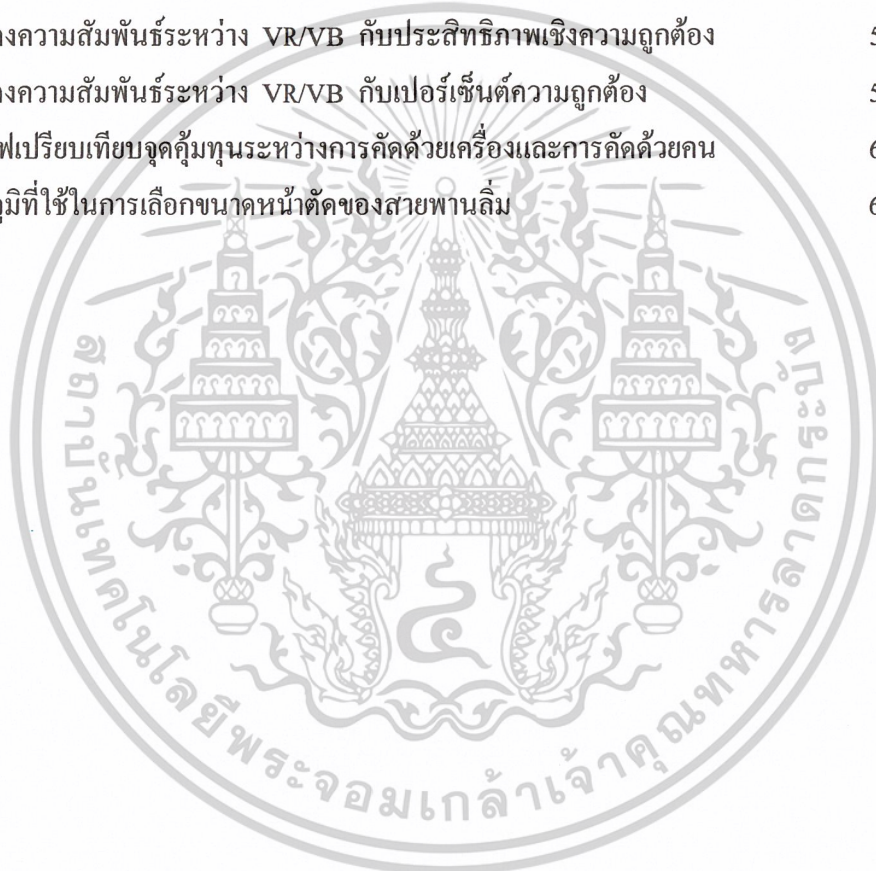 งความสัมพันธ์ระหว่าง VR/VB กับประสิทธิภาพเชิงความถูกต้อง 5
งความสัมพันธ์ระหว่าง VR/VB กับเปอร์เซ็นต์ความถูกต้อง 5
ฟเปรียบเทียบจุดคุ้มทุนระหว่างการคัดด้วยเครื่องและการคัดด้วยคน 6
ภูมิที่ใช้ในการเลือกขนาดหน้าตัดของสายพานลิ่ม 6
สถาบันเทคโนโลยีพระจอมเกล้าเจ้าคุณทหารลาดกระบัง